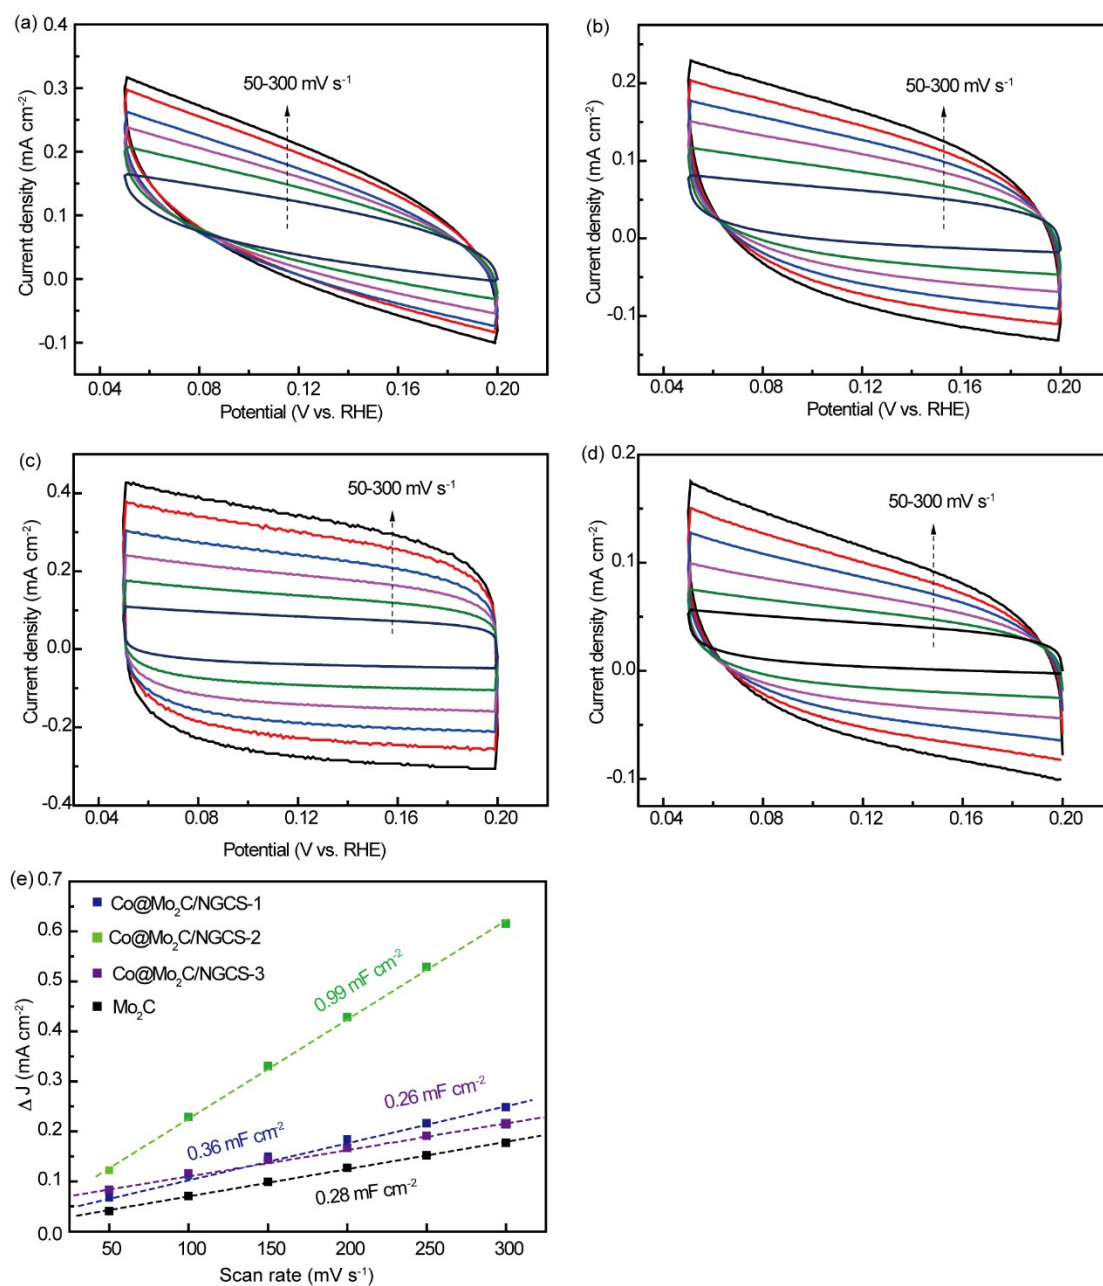 (a)
0.4
0.3
0.2
0.1
0.0
-0.1
Current density (mA cm⁻²)
50-300 mV s⁻¹
0.04 0.08 0.12 0.16 0.20
Potential (V vs. RHE)
(b)
0.2
0.1
0.0
-0.1
Current density (mA cm⁻²)
50-300 mV s⁻¹
0.04 0.08 0.12 0.16 0.20
Potential (V vs. RHE)
(c)
0.4
0.2
0.0
-0.2
-0.4
Current density (mA cm⁻²)
50-300 mV s⁻¹
0.04 0.08 0.12 0.16 0.20
Potential (V vs. RHE)
(d)
0.2
0.1
0.0
-0.1
Current density (mA cm⁻²)
50-300 mV s⁻¹
0.04 0.08 0.12 0.16 0.20
Potential (V vs. RHE)
(e)
0.7
0.6
0.5
0.4
0.3
0.2
0.1
0.0
Δ J (mA cm⁻²)
Co@Mo₂C/NGCS-1
Co@Mo₂C/NGCS-2
Co@Mo₂C/NGCS-3
Mo₂C
0.99 mF cm⁻²
0.26 mF cm⁻²
0.36 mF cm⁻²
0.28 mF cm⁻²
50 100 150 200 250 300
Scan rate (mV s⁻¹)